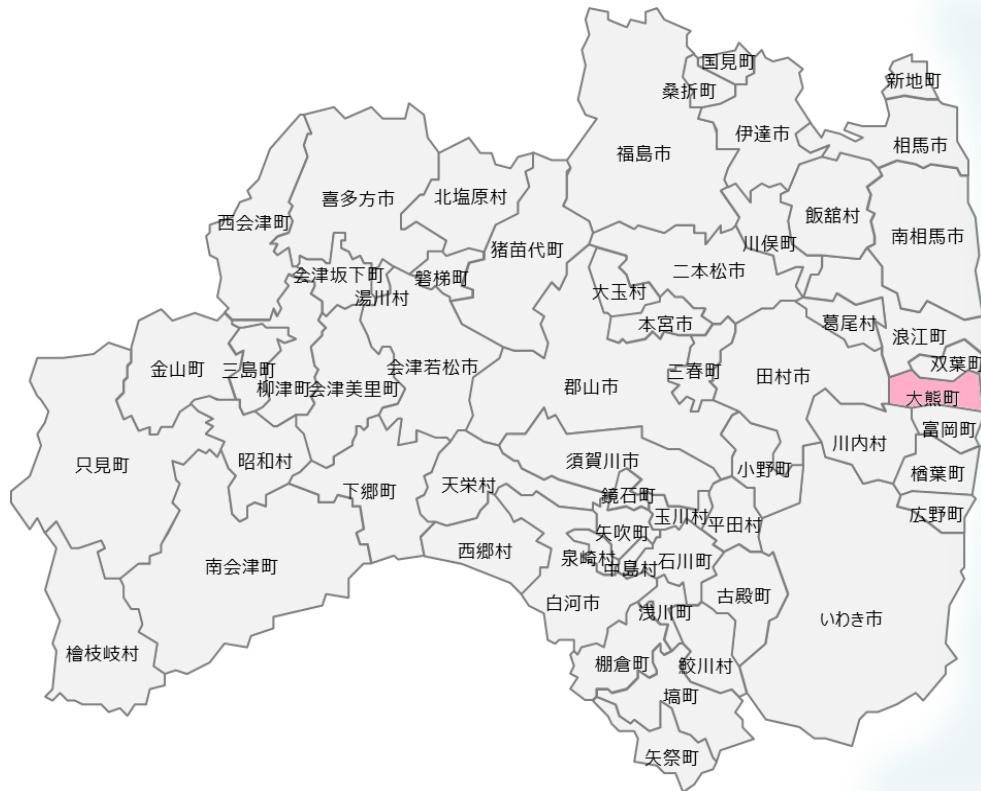 国見町
新地町
桑折町
伊達市
相馬市
福島市
喜多方市
北塩原村
飯舘村
西会津町
猪苗代町
川俣町
南相馬市
会津坂下町
磐梯町
二本松市
湯川村
大玉村
本宮市
葛尾村
浪江町
金山町
三島町
会津若松市
三春町
田村市
双葉町
柳津町
会津美里町
郡山市
大熊町
富岡町
川内村
只見町
昭和村
須賀川市
小野町
楢葉町
下郷町
天栄村
鏡石町
玉川村
平田村
広野町
矢吹町
西郷村
泉崎村
中島村
石川町
南会津町
白河市
浅川町
古殿町
いわき市
檜枝岐村
棚倉町
鮫川村
塙町
矢祭町